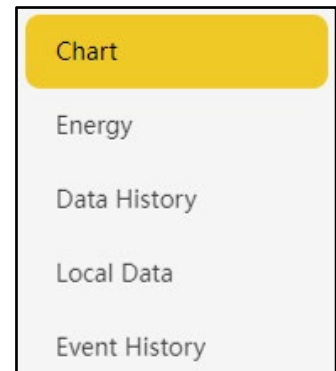 Chart
Energy
Data History
Local Data
Event History